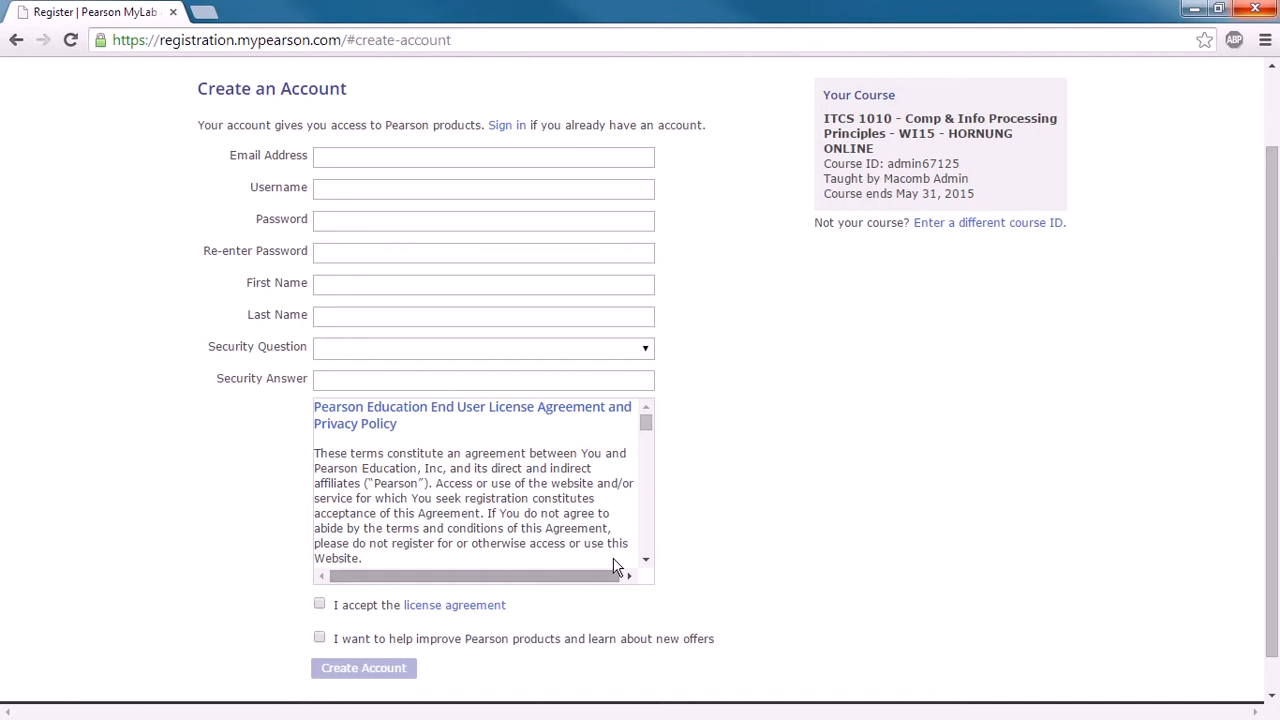 Register | Pearson MyLab
https://registration.mypearson.com/#create-account
ABP
Create an Account
Your account gives you access to Pearson products. Sign in if you already have an account.
Email Address
Username
Password
Re-enter Password
First Name
Last Name
Security Question
Security Answer
Pearson Education End User License Agreement and
Privacy Policy
These terms constitute an agreement between You and
Pearson Education, Inc, and its direct and indirect
affiliates (“Pearson”). Access or use of the website and/or
service for which You seek registration constitutes
acceptance of this Agreement. If You do not agree to
abide by the terms and conditions of this Agreement,
please do not register for or otherwise access or use this
Website.
I accept the license agreement
I want to help improve Pearson products and learn about new offers
Create Account
Your Course
ITCS 1010 - Comp & Info Processing
Principles - WI15 - HORNUNG
ONLINE
Course ID: admin67125
Taught by Macomb Admin
Course ends May 31, 2015
Not your course? Enter a different course ID.